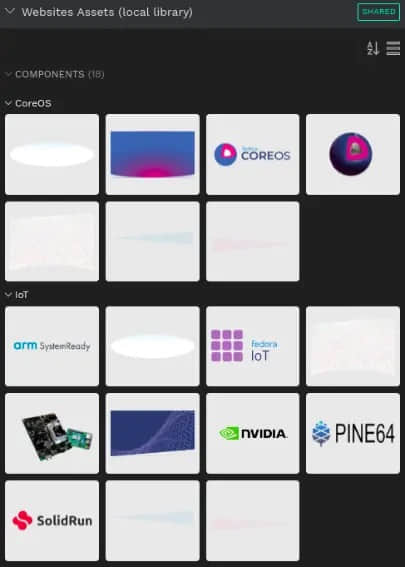 Websites Assets (local library)
SHARED
COMPONENTS (18)
CoreOS
fedora
COREOS
IoT
arm SystemReady
fedora
IoT
NVIDIA.
PINE64
SolidRun